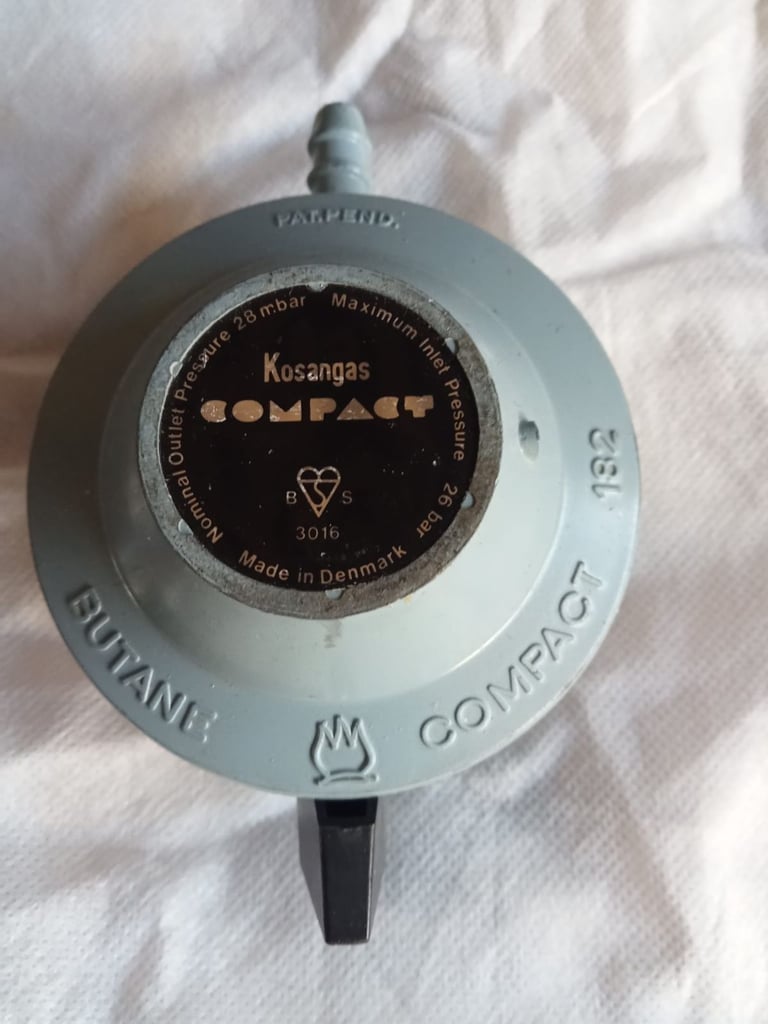 PAT.PEND.
Nominal Outlet Pressure 28 mbar
Maximum Inlet Pressure 26 bar
Kosangas
COMPACT
B S
3016
Made in Denmark
182
BUTANE
COMPACT